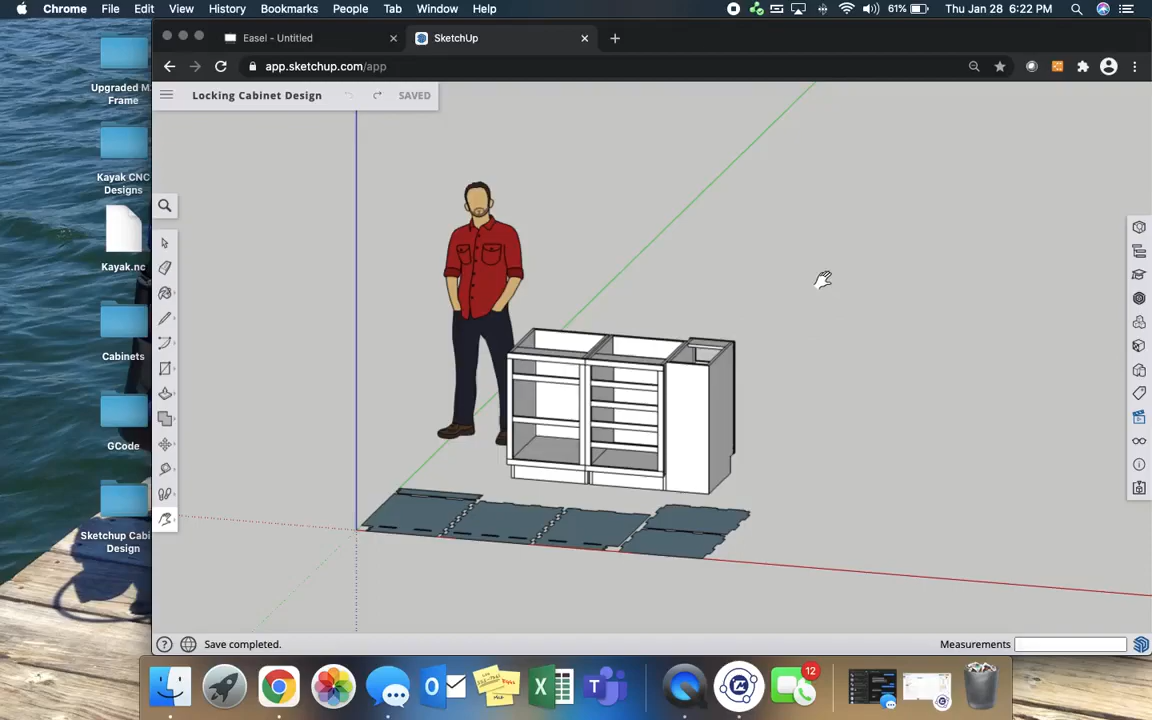 Chrome File Edit View History Bookmarks People Tab Window Help 61% Thu Jan 28 6:22 PM
Easel - Untitled SketchUp
app.sketchup.com/app
Locking Cabinet Design SAVED
Upgraded M
Frame
Kayak CNC
Designs
Kayak.nc
Cabinets
GCode
Sketchup Cabi
Design
Save completed. Measurements
12